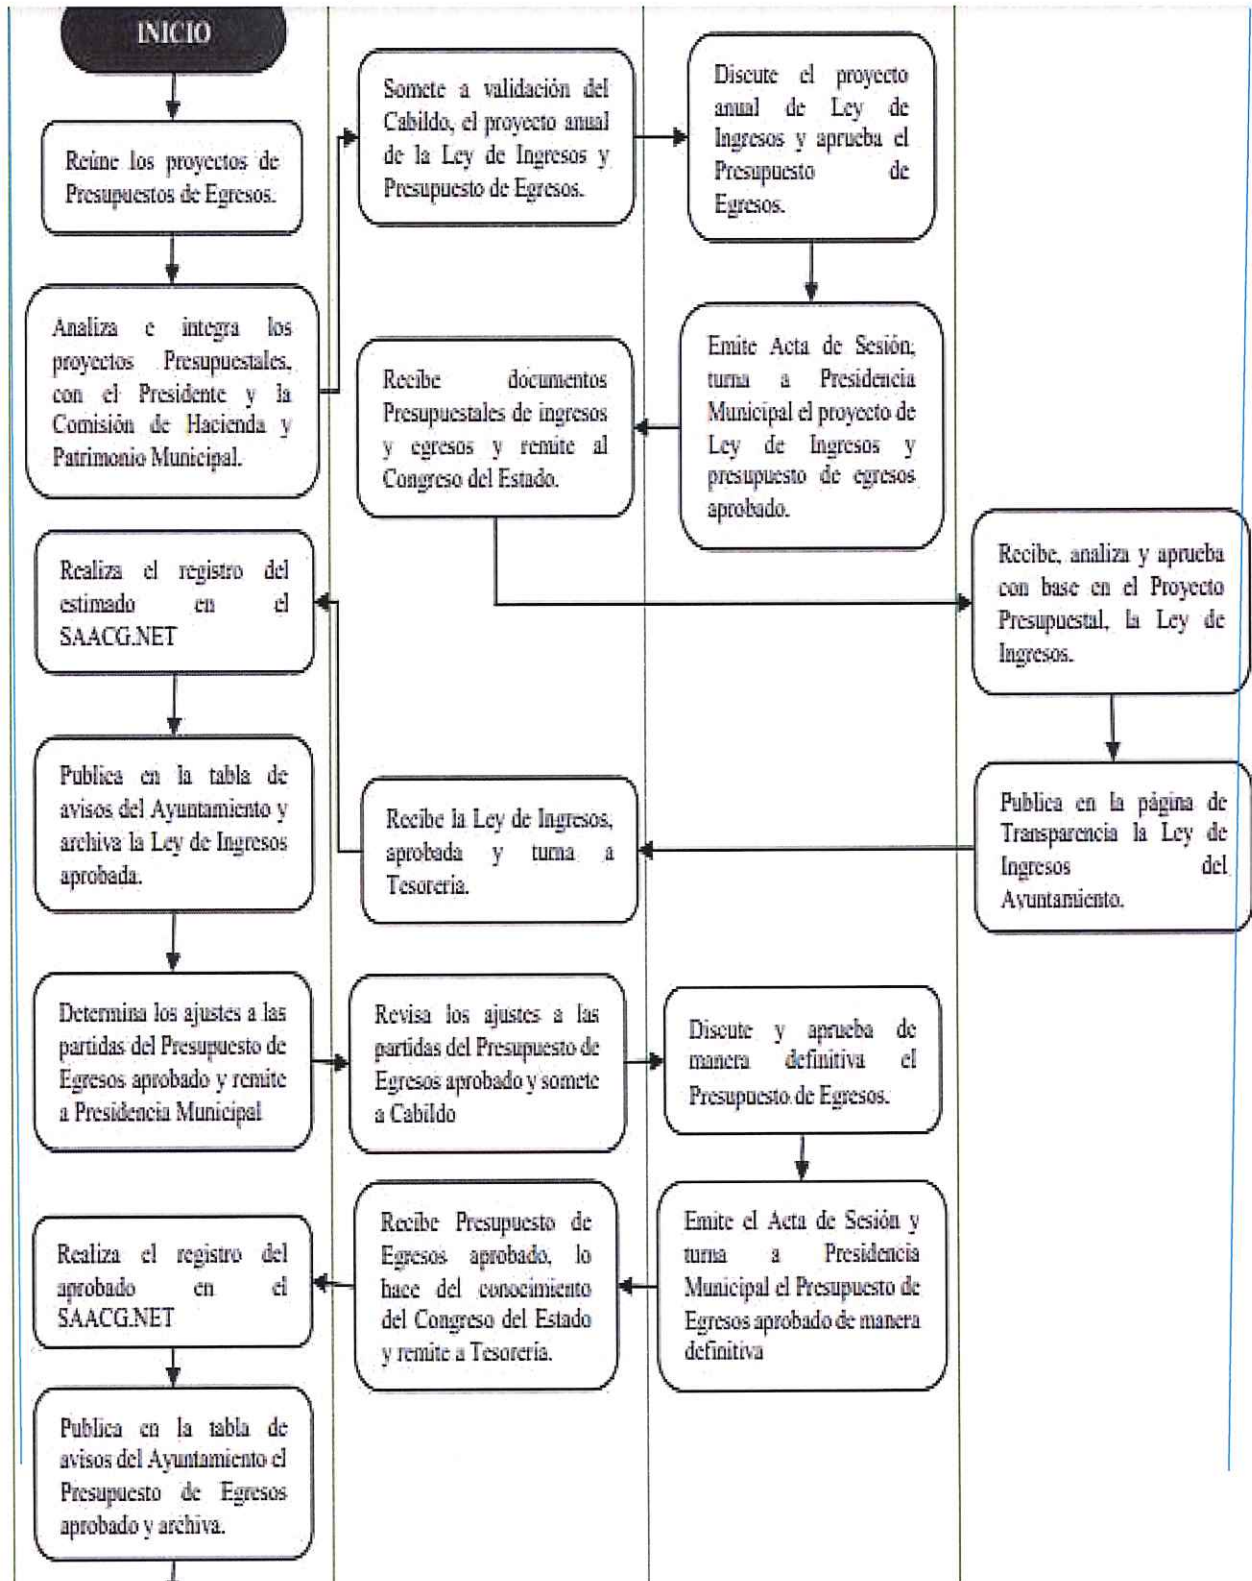 INICIO
Reúne los proyectos de
Presupuestos de Egresos.
Analiza e integra los
proyectos Presupuestales,
con el Presidente y la
Comisión de Hacienda y
Patrimonio Municipal.
Somete a validación del
Cabildo, el proyecto anual
de la Ley de Ingresos y
Presupuesto de Egresos.
Discute el proyecto
anual de Ley de
Ingresos y aprueba el
Presupuesto de
Egresos.
Emite Acta de Sesión;
turna a Presidencia
Municipal el proyecto de
Ley de Ingresos y
presupuesto de egresos
aprobado.
Recibe documentos
Presupuestales de ingresos
y egresos y remite al
Congreso del Estado.
Recibe, analiza y aprueba
con base en el Proyecto
Presupuestal, la Ley de
Ingresos.
Publica en la página de
Transparencia la Ley de
Ingresos del
Ayuntamiento.
Recibe la Ley de Ingresos,
aprobada y turna a
Tesorería.
Realiza el registro del
estimado en el
SAACG.NET
Publica en la tabla de
avisos del Ayuntamiento y
archiva la Ley de Ingresos
aprobada.
Determina los ajustes a las
partidas del Presupuesto de
Egresos aprobado y remite
a Presidencia Municipal
Revisa los ajustes a las
partidas del Presupuesto de
Egresos aprobado y somete
a Cabildo
Discute y aprueba de
manera definitiva el
Presupuesto de Egresos.
Emite el Acta de Sesión y
turna a Presidencia
Municipal el Presupuesto de
Egresos aprobado de manera
definitiva
Recibe Presupuesto de
Egresos aprobado, lo
hace del conocimiento
del Congreso del Estado
y remite a Tesorería.
Realiza el registro del
aprobado en el
SAACG.NET
Publica en la tabla de
avisos del Ayuntamiento el
Presupuesto de Egresos
aprobado y archiva.